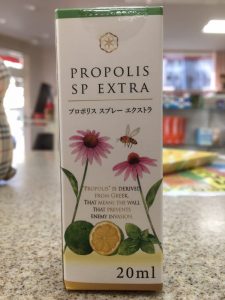 PROPOLIS
SP EXTRA
プロポリス スプレー エクストラ
"PROPOLIS" IS DERIVED
FROM GREEK,
THAT MEANS THE WALL
THAT PREVENTS
ENEMY INVASION.
20ml